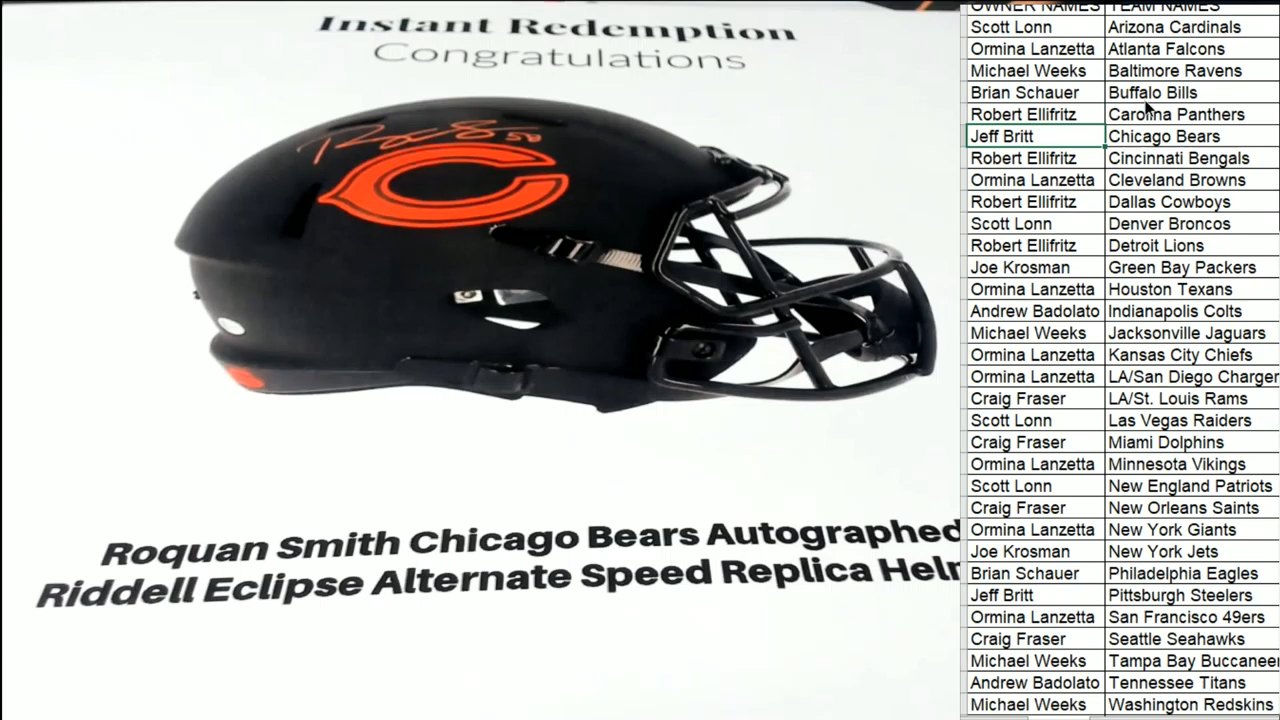 Instant Redemption
Congratulations
Roquan Smith Chicago Bears Autographed
Riddell Eclipse Alternate Speed Replica Helm
OWNER NAMES TEAM NAMES
Scott Lonn Arizona Cardinals
Ormina Lanzetta Atlanta Falcons
Michael Weeks Baltimore Ravens
Brian Schauer Buffalo Bills
Robert Ellifritz Carolina Panthers
Jeff Britt Chicago Bears
Robert Ellifritz Cincinnati Bengals
Ormina Lanzetta Cleveland Browns
Robert Ellifritz Dallas Cowboys
Scott Lonn Denver Broncos
Robert Ellifritz Detroit Lions
Joe Krosman Green Bay Packers
Ormina Lanzetta Houston Texans
Andrew Badolato Indianapolis Colts
Michael Weeks Jacksonville Jaguars
Ormina Lanzetta Kansas City Chiefs
Ormina Lanzetta LA/San Diego Charger
Craig Fraser LA/St. Louis Rams
Scott Lonn Las Vegas Raiders
Craig Fraser Miami Dolphins
Ormina Lanzetta Minnesota Vikings
Scott Lonn New England Patriots
Craig Fraser New Orleans Saints
Ormina Lanzetta New York Giants
Joe Krosman New York Jets
Brian Schauer Philadelphia Eagles
Jeff Britt Pittsburgh Steelers
Ormina Lanzetta San Francisco 49ers
Craig Fraser Seattle Seahawks
Michael Weeks Tampa Bay Buccaneer
Andrew Badolato Tennessee Titans
Michael Weeks Washington Redskins